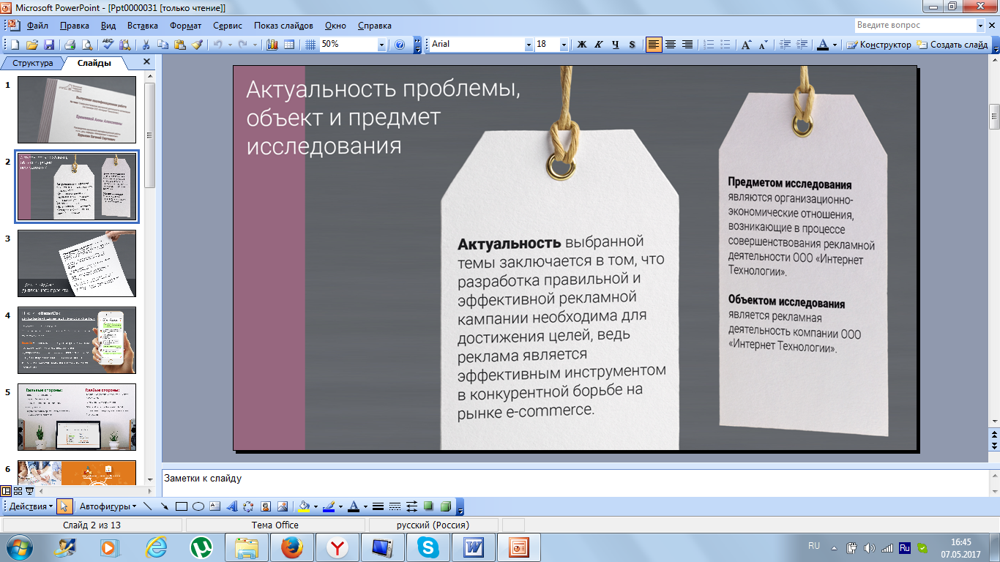 Microsoft PowerPoint - [Ppt0000031 [только чтение]]
Файл Правка Вид Вставка Формат Сервис Показ слайдов Окно Справка
Введите вопрос
50%
Arial
18
Ж К Ч S
Конструктор
Создать слайд
Структура
Слайды
1
Выпускная квалификационная работа
2
3
4
5
6
Актуальность проблемы,
объект и предмет
исследования
Актуальность выбранной
темы заключается в том, что
разработка правильной и
эффективной рекламной
кампании необходима для
достижения целей, ведь
реклама является
эффективным инструментом
в конкурентной борьбе на
рынке e-commerce.
Предметом исследования
являются организационно-
экономические отношения,
возникающие в процессе
совершенствования рекламной
деятельности ООО «Интернет
Технологии».
Объектом исследования
является рекламная
деятельность компании ООО
«Интернет Технологии».
Заметки к слайду
Действия
Автофигуры
Слайд 2 из 13
Тема Office
русский (Россия)
RU
Ru
16:45
07.05.2017